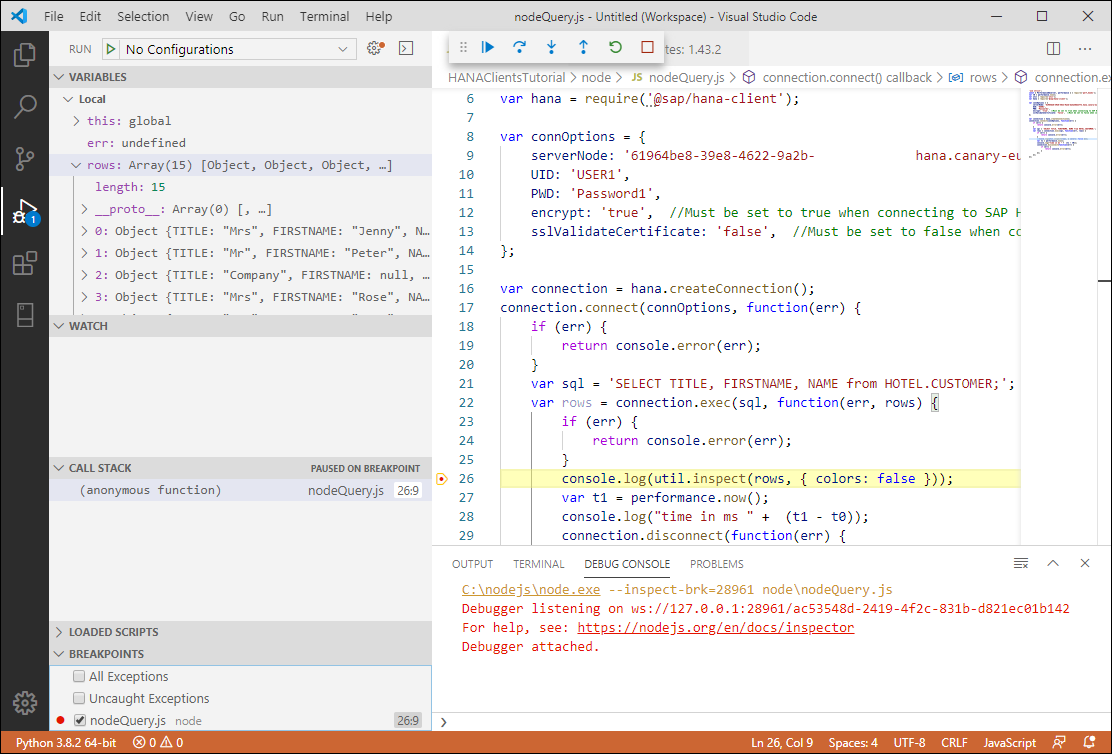 File Edit Selection View Go Run Terminal Help nodeQuery.js - Untitled (Workspace) - Visual Studio Code
RUN No Configurations tes: 1.43.2
HANAClientsTutorial > node > JS nodeQuery.js > connection.connect() callback > rows > connection.ex
VARIABLES
Local
this: global
err: undefined
rows: Array(15) [Object, Object, Object, …]
length: 15
__proto__: Array(0) [, …]
0: Object {TITLE: "Mrs", FIRSTNAME: "Jenny", N…
1: Object {TITLE: "Mr", FIRSTNAME: "Peter", NA…
2: Object {TITLE: "Company", FIRSTNAME: null, …
3: Object {TITLE: "Mrs", FIRSTNAME: "Rose", NA…
WATCH
CALL STACK PAUSED ON BREAKPOINT
(anonymous function) nodeQuery.js 26:9
LOADED SCRIPTS
BREAKPOINTS
All Exceptions
Uncaught Exceptions
nodeQuery.js node 26:9
1
6 var hana = require('@sap/hana-client');
7
8 var connOptions = {
9 serverNode: '61964be8-39e8-4622-9a2b- hana.canary-eu
10 UID: 'USER1',
11 PWD: 'Password1',
12 encrypt: 'true', //Must be set to true when connecting to SAP H
13 sslValidateCertificate: 'false', //Must be set to false when co
14 };
15
16 var connection = hana.createConnection();
17 connection.connect(connOptions, function(err) {
18 if (err) {
19 return console.error(err);
20 }
21 var sql = 'SELECT TITLE, FIRSTNAME, NAME from HOTEL.CUSTOMER;';
22 var rows = connection.exec(sql, function(err, rows) {
23 if (err) {
24 return console.error(err);
25 }
26 console.log(util.inspect(rows, { colors: false }));
27 var t1 = performance.now();
28 console.log("time in ms " + (t1 - t0));
29 connection.disconnect(function(err) {
OUTPUT TERMINAL DEBUG CONSOLE PROBLEMS
C:\nodejs\node.exe --inspect-brk=28961 node\nodeQuery.js
Debugger listening on ws://127.0.0.1:28961/ac53548d-2419-4f2c-831b-d821ec01b142
For help, see: https://nodejs.org/en/docs/inspector
Debugger attached.
Python 3.8.2 64-bit 0 0 Ln 26, Col 9 Spaces: 4 UTF-8 CRLF JavaScript